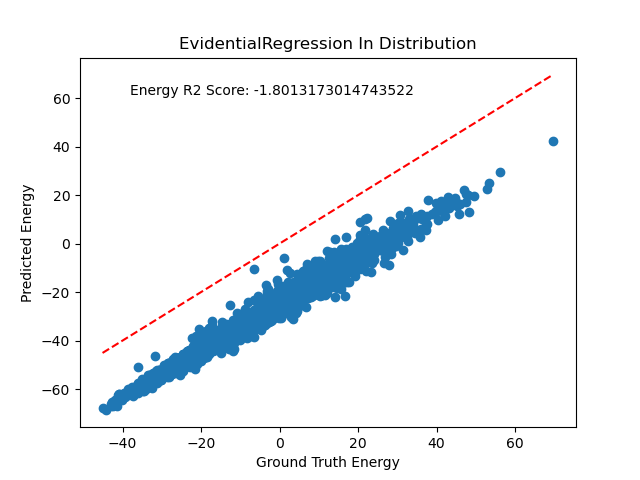 EvidentialRegression In Distribution
Energy R2 Score: -1.8013173014743522
60
40
20
0
−20
−40
−60
Predicted Energy
−40 −20 0 20 40 60
Ground Truth Energy